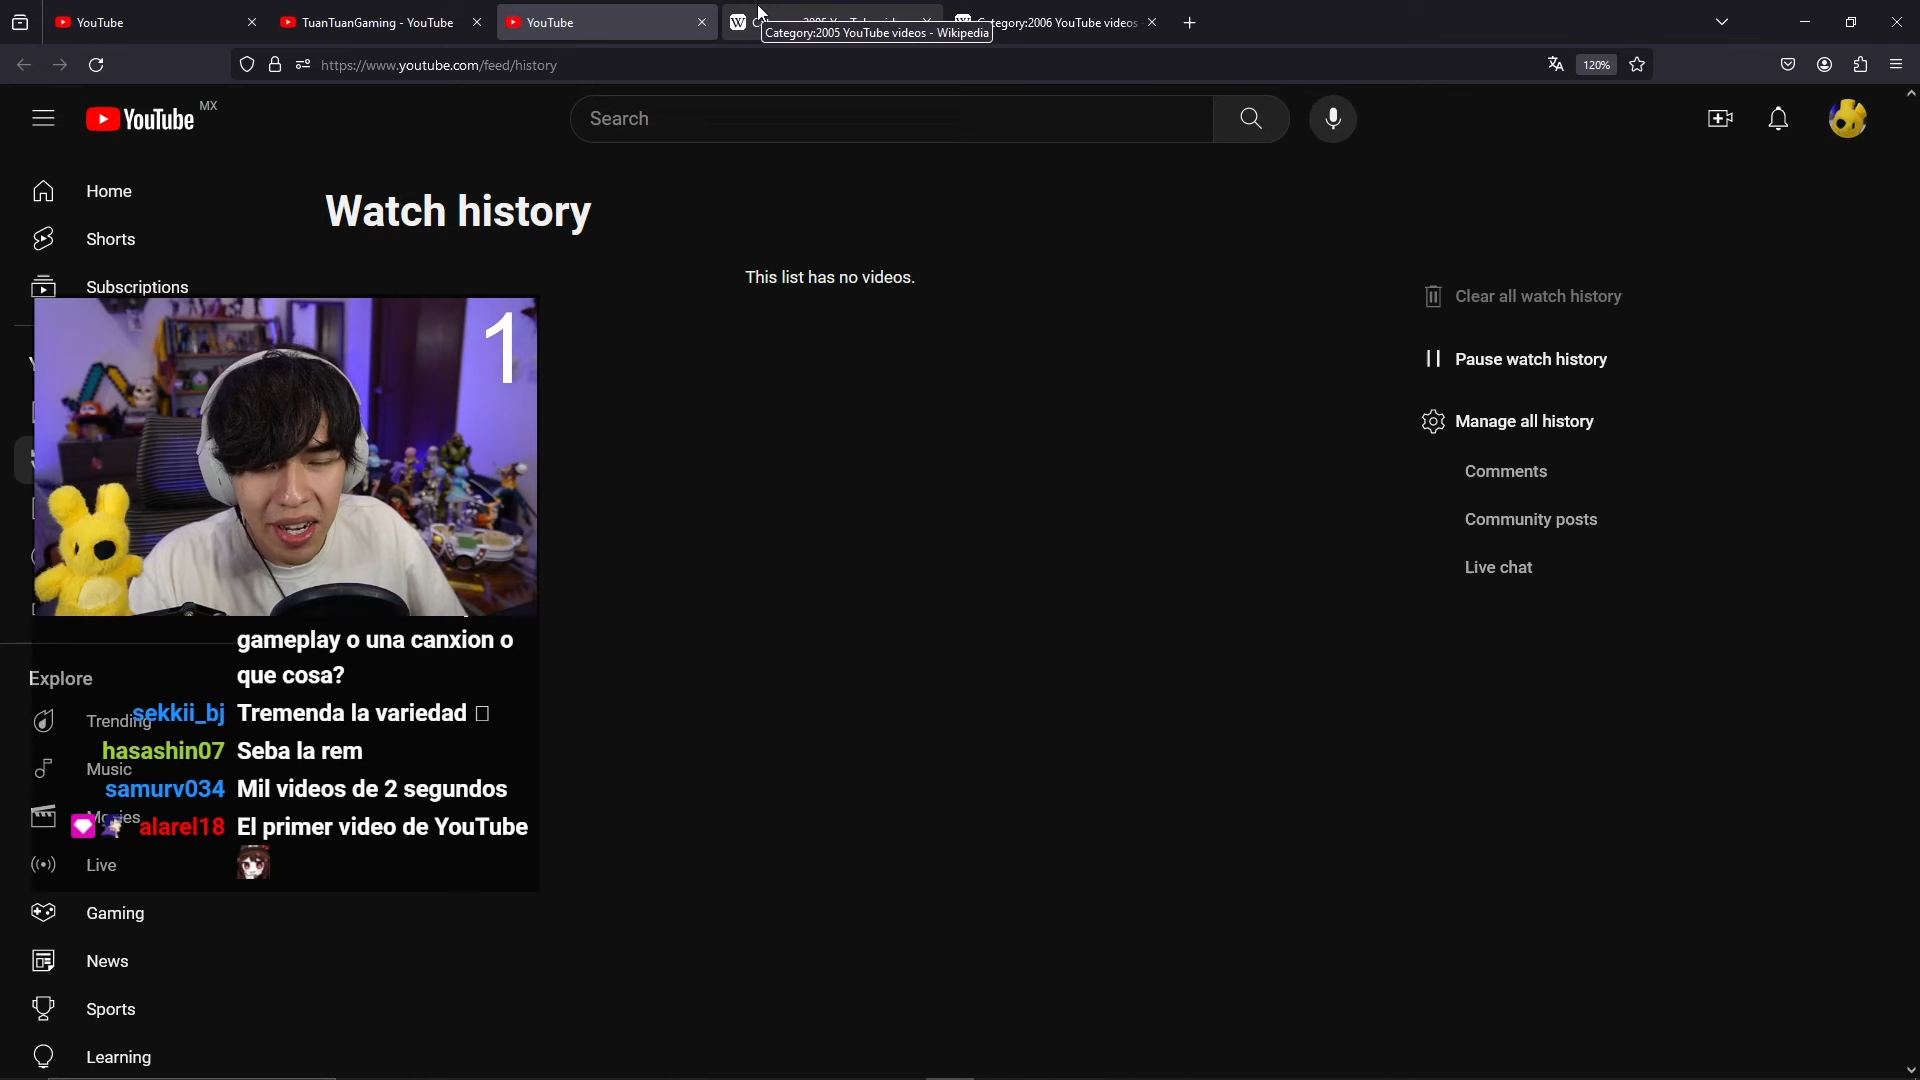 YouTube
TuanTuanGaming - YouTube
YouTube
Category:2006 YouTube videos
Category:2005 YouTube videos - Wikipedia
https://www.youtube.com/feed/history
120%
YouTube MX
Search
Home
Watch history
Shorts
This list has no videos.
Subscriptions
Clear all watch history
1
Pause watch history
Manage all history
Comments
Community posts
Live chat
gameplay o una canxion o
que cosa?
Explore
sekkii_bj Tremenda la variedad
Trending
hasashin07 Seba la rem
Music
samurv034 Mil videos de 2 segundos
Movies
alarel18 El primer video de YouTube
Live
Gaming
News
Sports
Learning